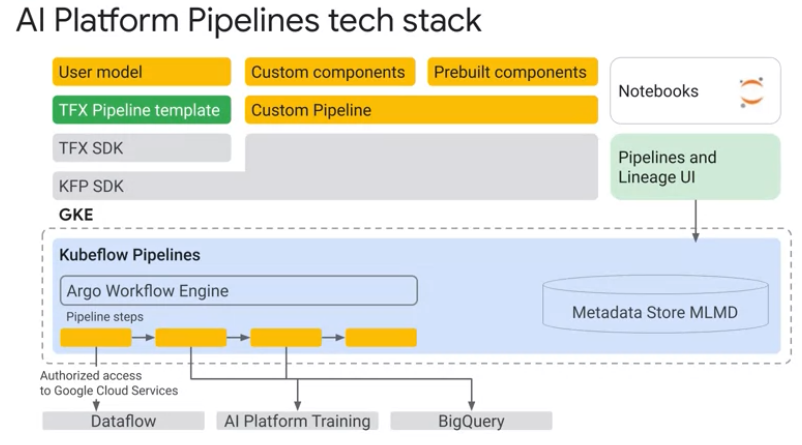 AI Platform Pipelines tech stack
User model
Custom components
Prebuilt components
Notebooks
TFX Pipeline template
Custom Pipeline
TFX SDK
Pipelines and
Lineage UI
KFP SDK
GKE
Kubeflow Pipelines
Argo Workflow Engine
Metadata Store MLMD
Pipeline steps
Authorized access
to Google Cloud Services
Dataflow
AI Platform Training
BigQuery